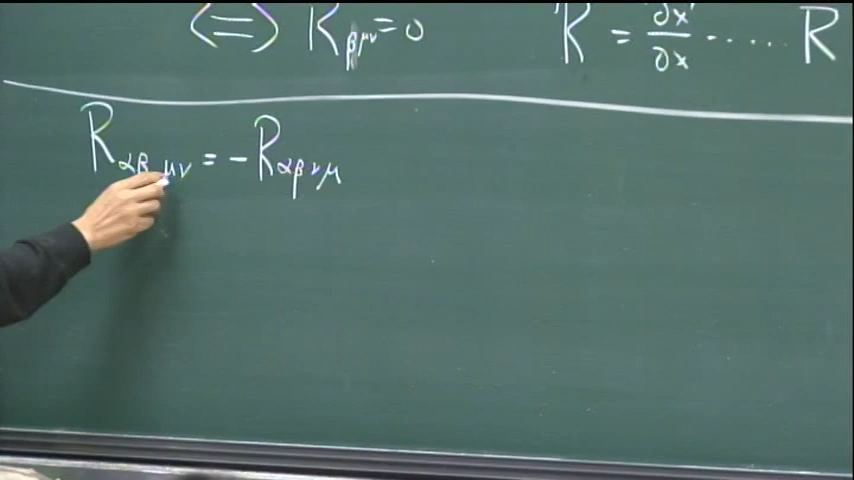 ⟺ R_{βμν} = 0
R' = ∂x'/∂x ..... R
R_{αβμν} = -R_{αβνμ}